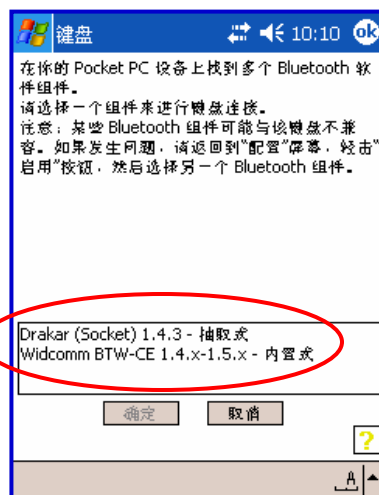 键盘 10:10 ok
在你的 Pocket PC 设备上找到多个 Bluetooth 软
件组件。
请选择一个组件来进行键盘连接。
注意：某些 Bluetooth 组件可能与该键盘不兼
容。如果发生问题，请返回到“配置”屏幕，轻击“
启用”按钮，然后选择另一个 Bluetooth 组件。
Drakar (Socket) 1.4.3 - 抽取式
Widcomm BTW-CE 1.4.x-1.5.x - 内置式
确定 取消
?
A